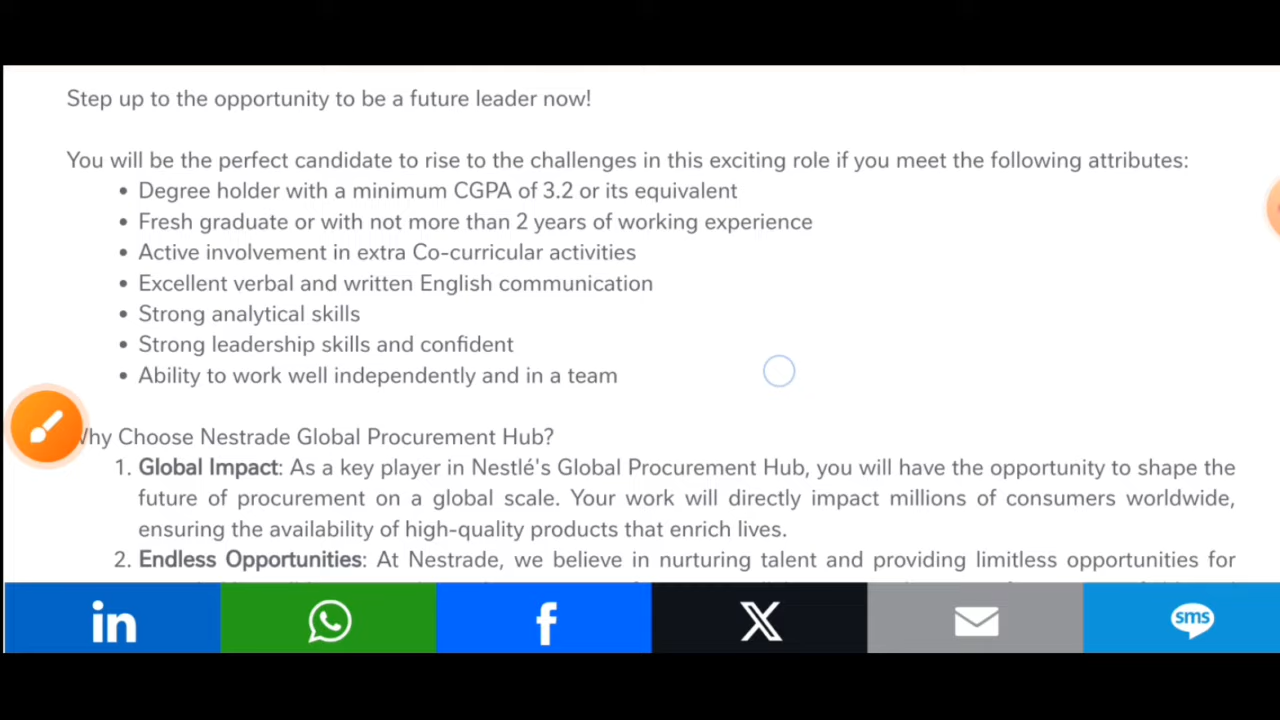 Step up to the opportunity to be a future leader now!
You will be the perfect candidate to rise to the challenges in this exciting role if you meet the following attributes:
• Degree holder with a minimum CGPA of 3.2 or its equivalent
• Fresh graduate or with not more than 2 years of working experience
• Active involvement in extra Co-curricular activities
• Excellent verbal and written English communication
• Strong analytical skills
• Strong leadership skills and confident
• Ability to work well independently and in a team
Why Choose Nestrade Global Procurement Hub?
1. Global Impact: As a key player in Nestlé's Global Procurement Hub, you will have the opportunity to shape the
future of procurement on a global scale. Your work will directly impact millions of consumers worldwide,
ensuring the availability of high-quality products that enrich lives.
2. Endless Opportunities: At Nestrade, we believe in nurturing talent and providing limitless opportunities for
in
f
X
sms